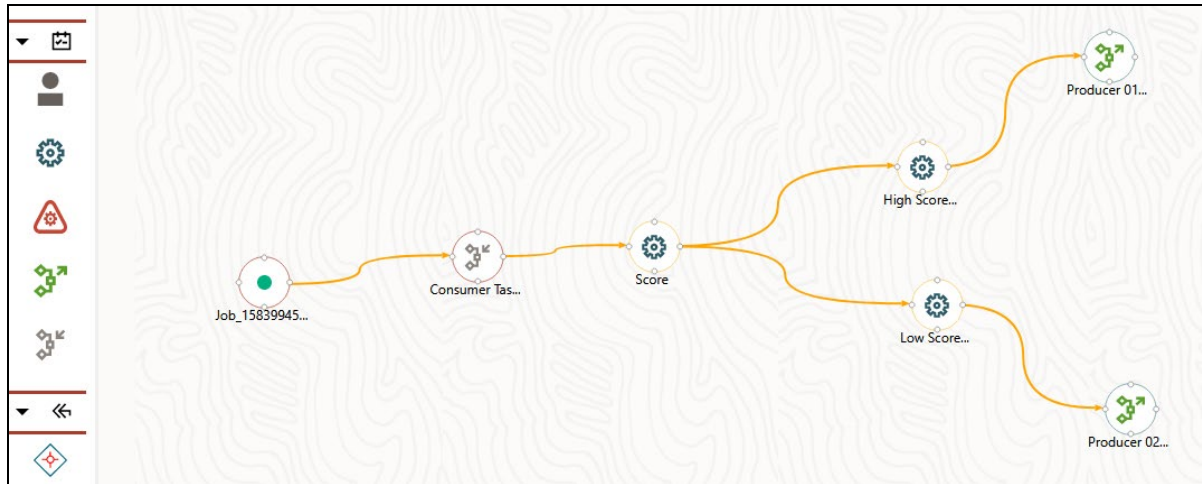 Producer 01...
High Score...
Job_15839945...
Consumer Tas...
Score
Low Score...
Producer 02...